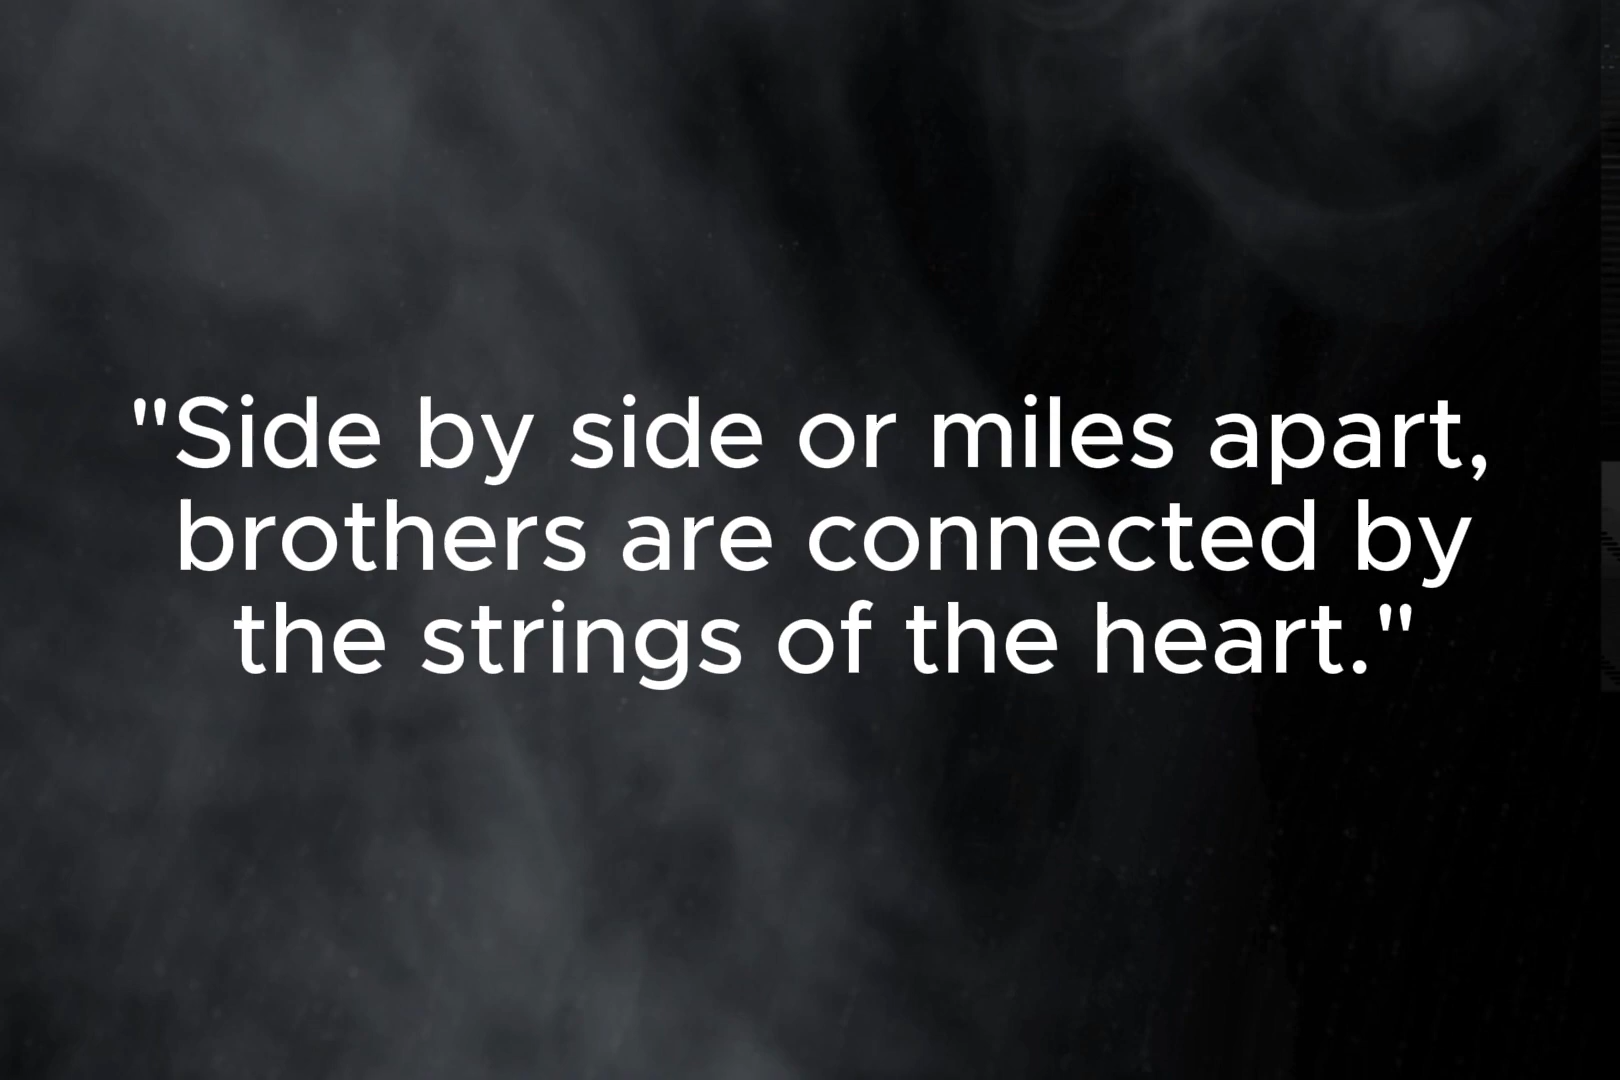 "Side by side or miles apart,
brothers are connected by
the strings of the heart."